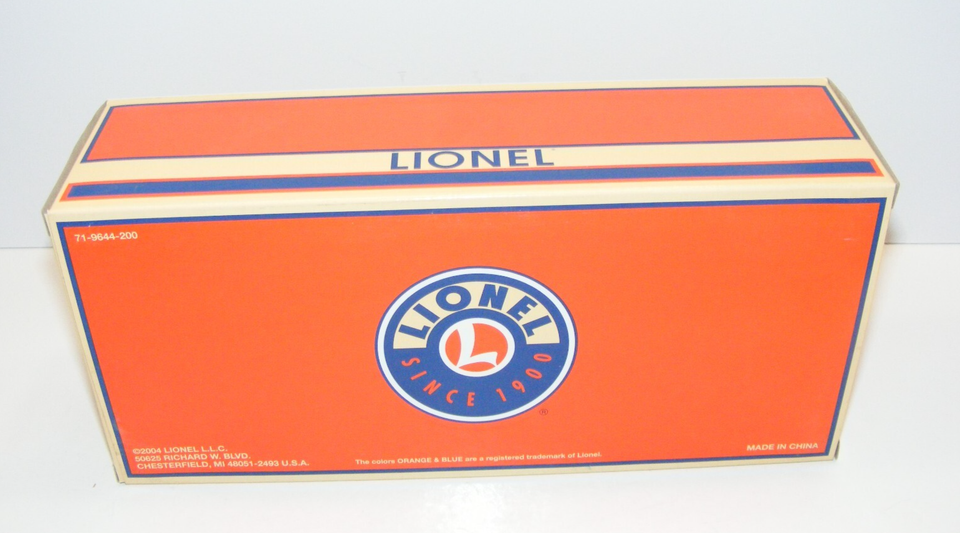 LIONEL
71-9644-200
LIONEL
L
SINCE 1900
®
©2004 LIONEL L.L.C.
50625 RICHARD W. BLVD.
CHESTERFIELD, MI 48051-2493 U.S.A.
The colors ORANGE & BLUE are a registered trademark of Lionel.
MADE IN CHINA